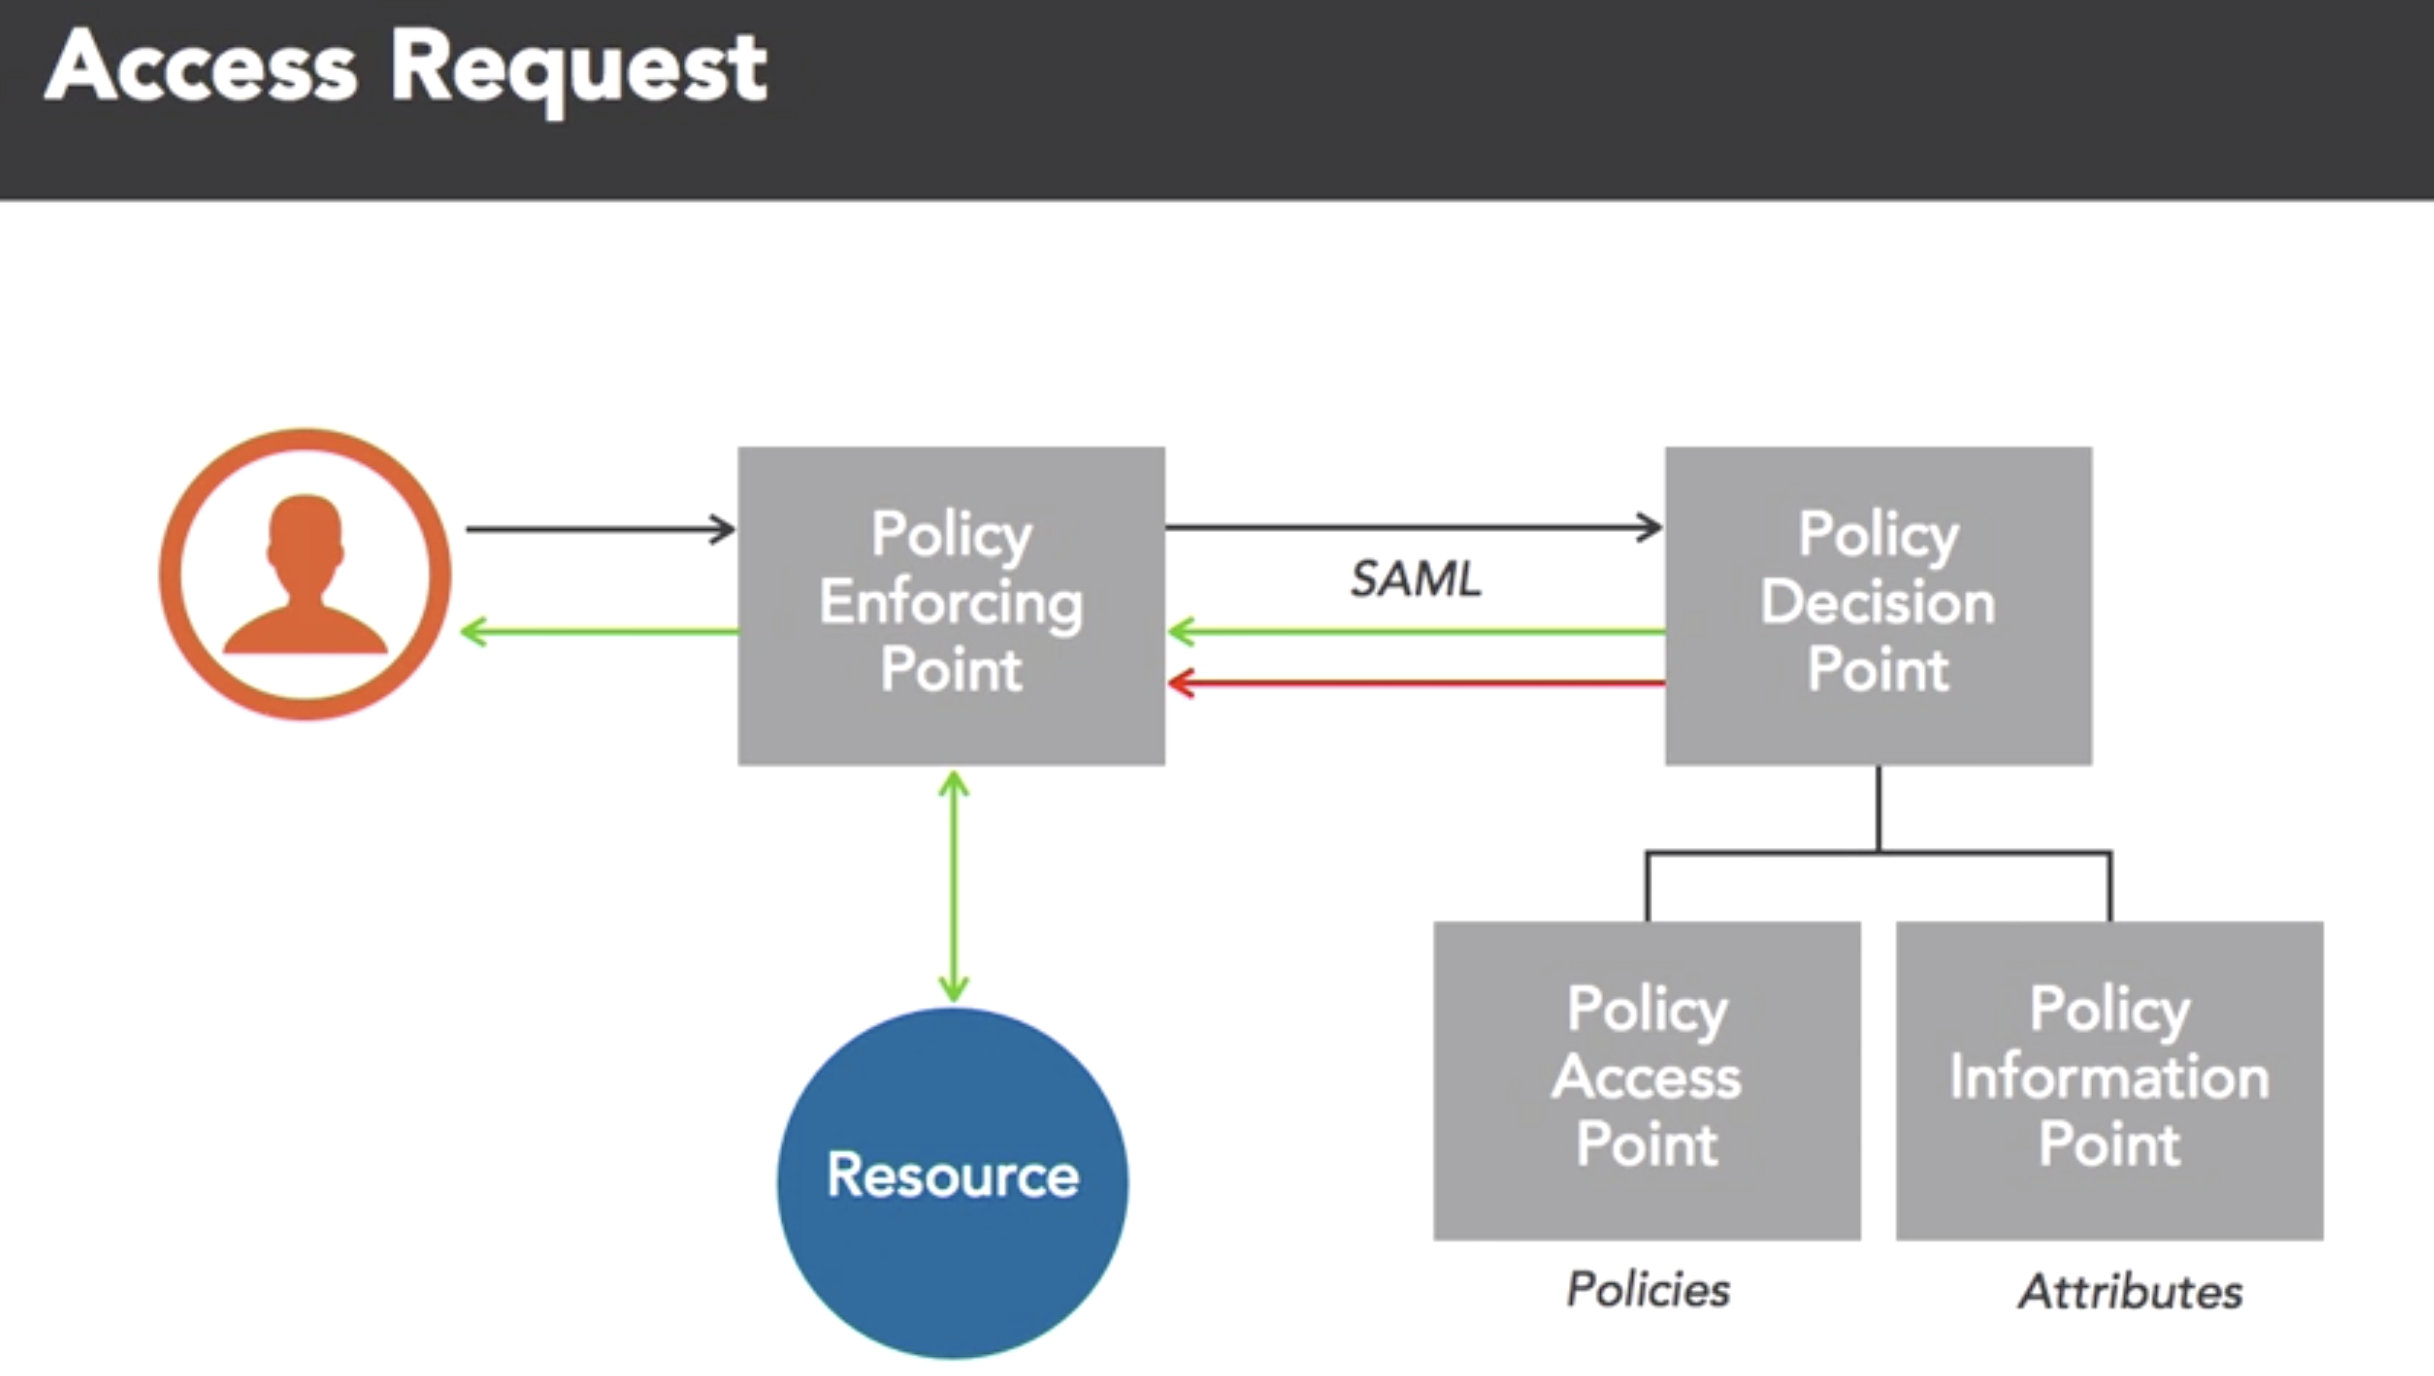 Access Request
Policy
Enforcing
Point
SAML
Policy
Decision
Point
Resource
Policy
Access
Point
Policies
Policy
Information
Point
Attributes